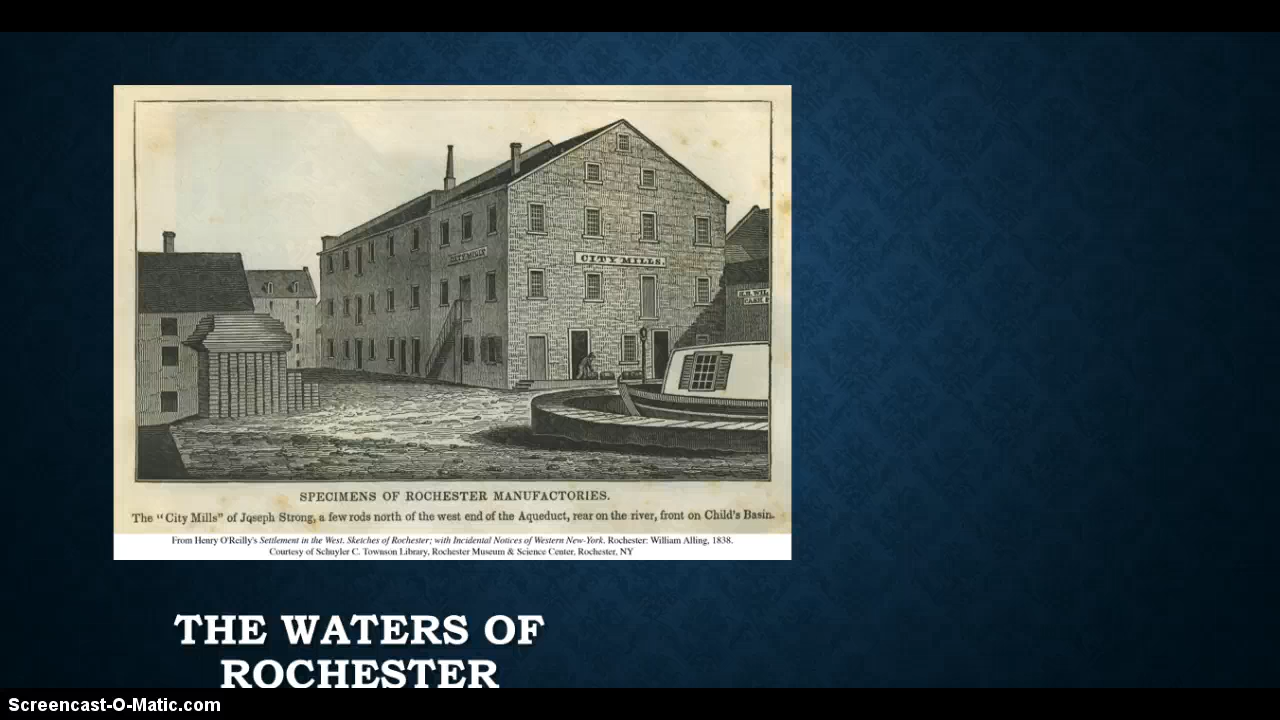 CITY MILLS
CITY MILLS.
SPECIMENS OF ROCHESTER MANUFACTORIES.
The "City Mills" of Joseph Strong, a few rods north of the west end of the Aqueduct, rear on the river, front on Child's Basin.
From Henry O'Reilly's Settlement in the West. Sketches of Rochester; with Incidental Notices of Western New-York. Rochester: William Alling, 1838.
Courtesy of Schuyler C. Townson Library, Rochester Museum & Science Center, Rochester, NY
THE WATERS OF
ROCHESTER
Screencast-O-Matic.com